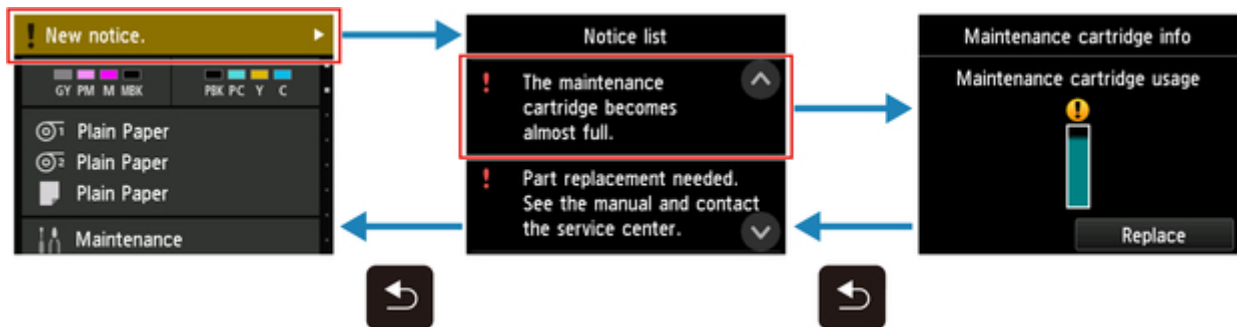 New notice.
GY PM M MBK
PBK PC Y C
1 Plain Paper
2 Plain Paper
Plain Paper
Maintenance
Notice list
The maintenance
cartridge becomes
almost full.
Part replacement needed.
See the manual and contact
the service center.
Maintenance cartridge info
Maintenance cartridge usage
Replace